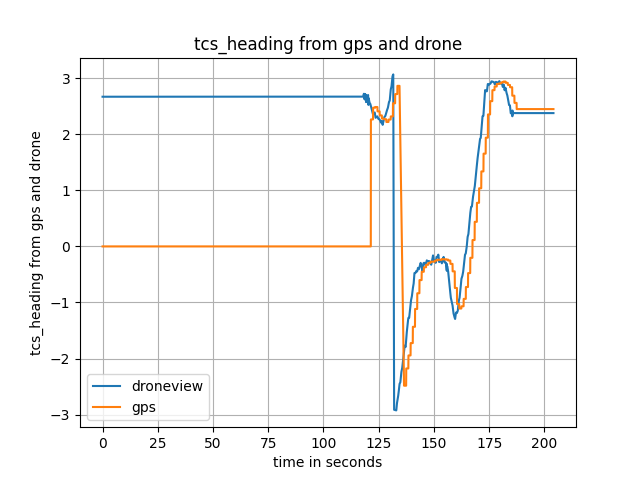 tcs_heading from gps and drone
tcs_heading from gps and drone
3
2
1
0
−1
−2
−3
droneview
gps
0 25 50 75 100 125 150 175 200
time in seconds